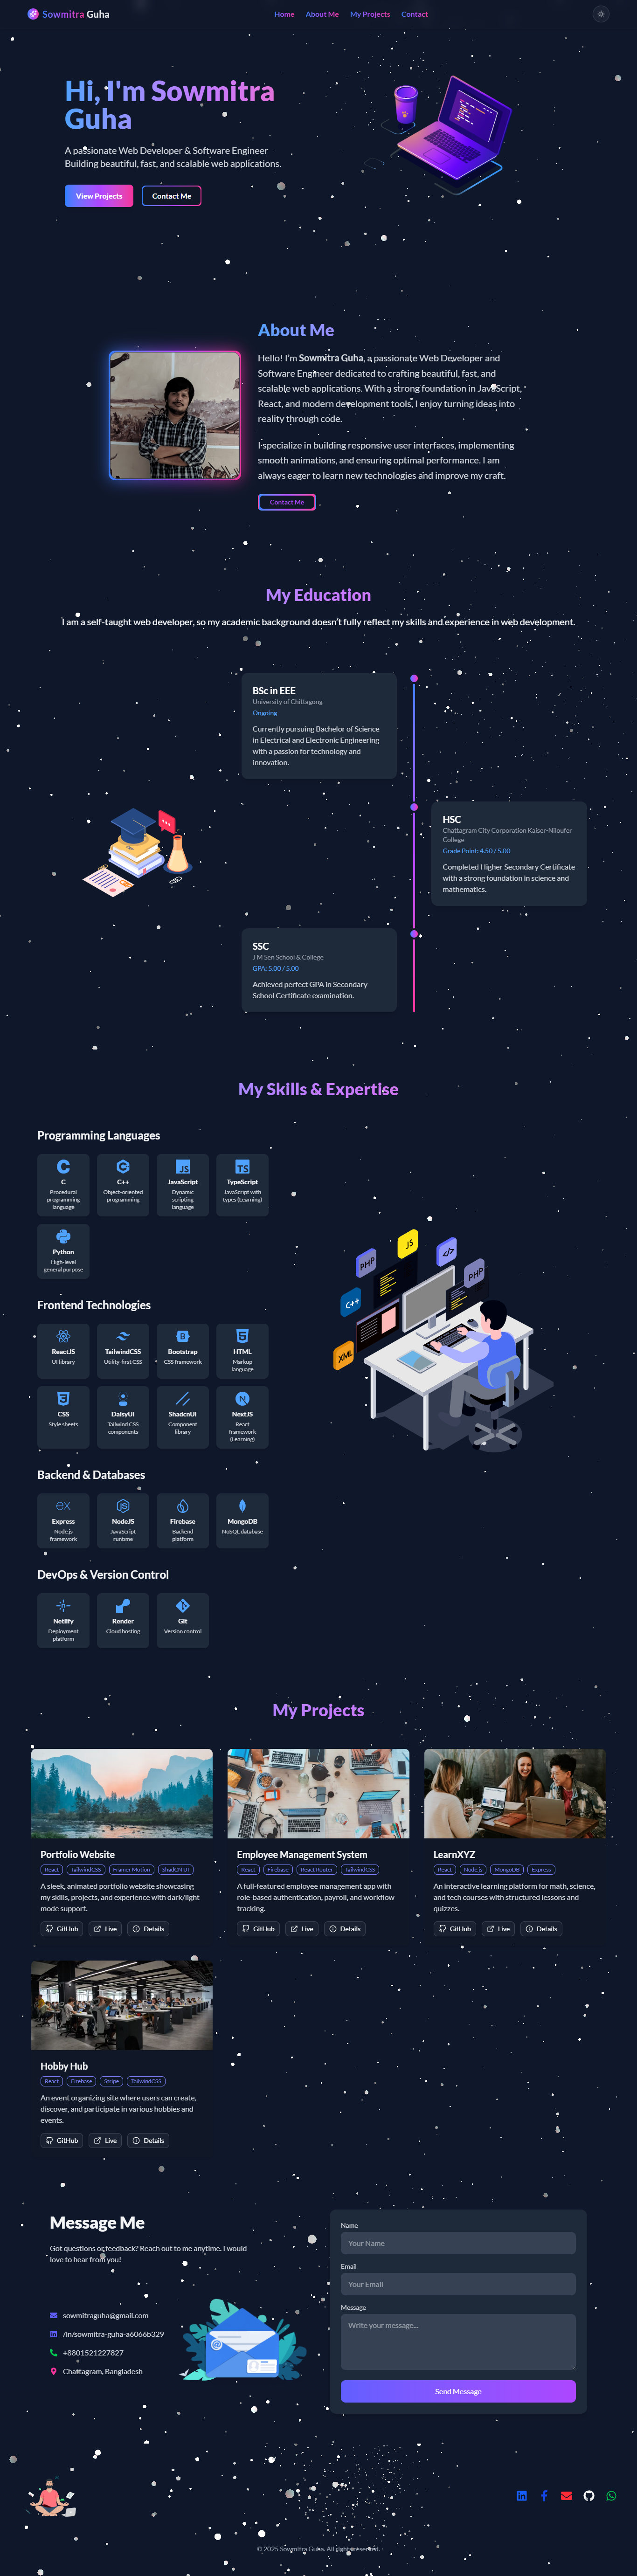 Sowmitra Guha
Home About Me My Projects Contact
Hi, I'm Sowmitra
Guha
A passionate Web Developer & Software Engineer
Building beautiful, fast, and scalable web applications.
View Projects Contact Me
About Me
Hello! I'm Sowmitra Guha, a passionate Web Developer and
Software Engineer dedicated to crafting beautiful, fast, and
scalable web applications. With a strong foundation in JavaScript,
React, and modern development tools, I enjoy turning ideas into
reality through code.
I specialize in building responsive user interfaces, implementing
smooth animations, and ensuring optimal performance. I am
always eager to learn new technologies and improve my craft.
Contact Me
My Education
I am a self-taught web developer, so my academic background doesn't fully reflect my skills and experience in web development.
BSc in EEE
University of Chittagong
Ongoing
Currently pursuing Bachelor of Science
in Electrical and Electronic Engineering
with a passion for technology and
innovation.
HSC
Chattagram City Corporation Kaiser-Niloufer
College
Grade Point: 4.50 / 5.00
Completed Higher Secondary Certificate
with a strong foundation in science and
mathematics.
SSC
J M Sen School & College
GPA: 5.00 / 5.00
Achieved perfect GPA in Secondary
School Certificate examination.
My Skills & Expertise
Programming Languages
JS TS
C C++ JavaScript TypeScript
Procedural programming language
Object-oriented programming
Dynamic scripting language
JavaScript with types (Learning)
Python
High-level
general purpose
JS
</>
PHP
PHP
C++
XML
Frontend Technologies
ReactJS TailwindCSS Bootstrap HTML
UI library Utility-first CSS CSS framework Markup language
CSS DaisyUI ShadcnUI NextJS
Style sheets
Tailwind CSS components
Component library
React framework (Learning)
Backend & Databases
Express NodeJS Firebase MongoDB
Node.js framework
JavaScript runtime
Backend platform
NoSQL database
DevOps & Version Control
Netlify Render Git
Deployment platform
Cloud hosting
Version control
My Projects
Portfolio Website
React TailwindCSS Framer Motion ShadCN UI
A sleek, animated portfolio website showcasing
my skills, projects, and experience with dark/light
mode support.
GitHub Live Details
Employee Management System
React Firebase React Router TailwindCSS
A full-featured employee management app with
role-based authentication, payroll, and workflow
tracking.
GitHub Live Details
LearnXYZ
React Node.js MongoDB Express
An interactive learning platform for math, science,
and tech courses with structured lessons and
quizzes.
GitHub Live Details
Hobby Hub
React Firebase Stripe TailwindCSS
An event organizing site where users can create,
discover, and participate in various hobbies and
events.
GitHub Live Details
Message Me
Got questions or feedback? Reach out to me anytime. I would
love to hear from you!
sowmitraguha@gmail.com
/in/sowmitra-guha-a6066b329
+8801521227827
Chattagram, Bangladesh
@
Name
Your Name
Email
Your Email
Message
Write your message...
Send Message
© 2025 Sowmitra Guha. All rights reserved.